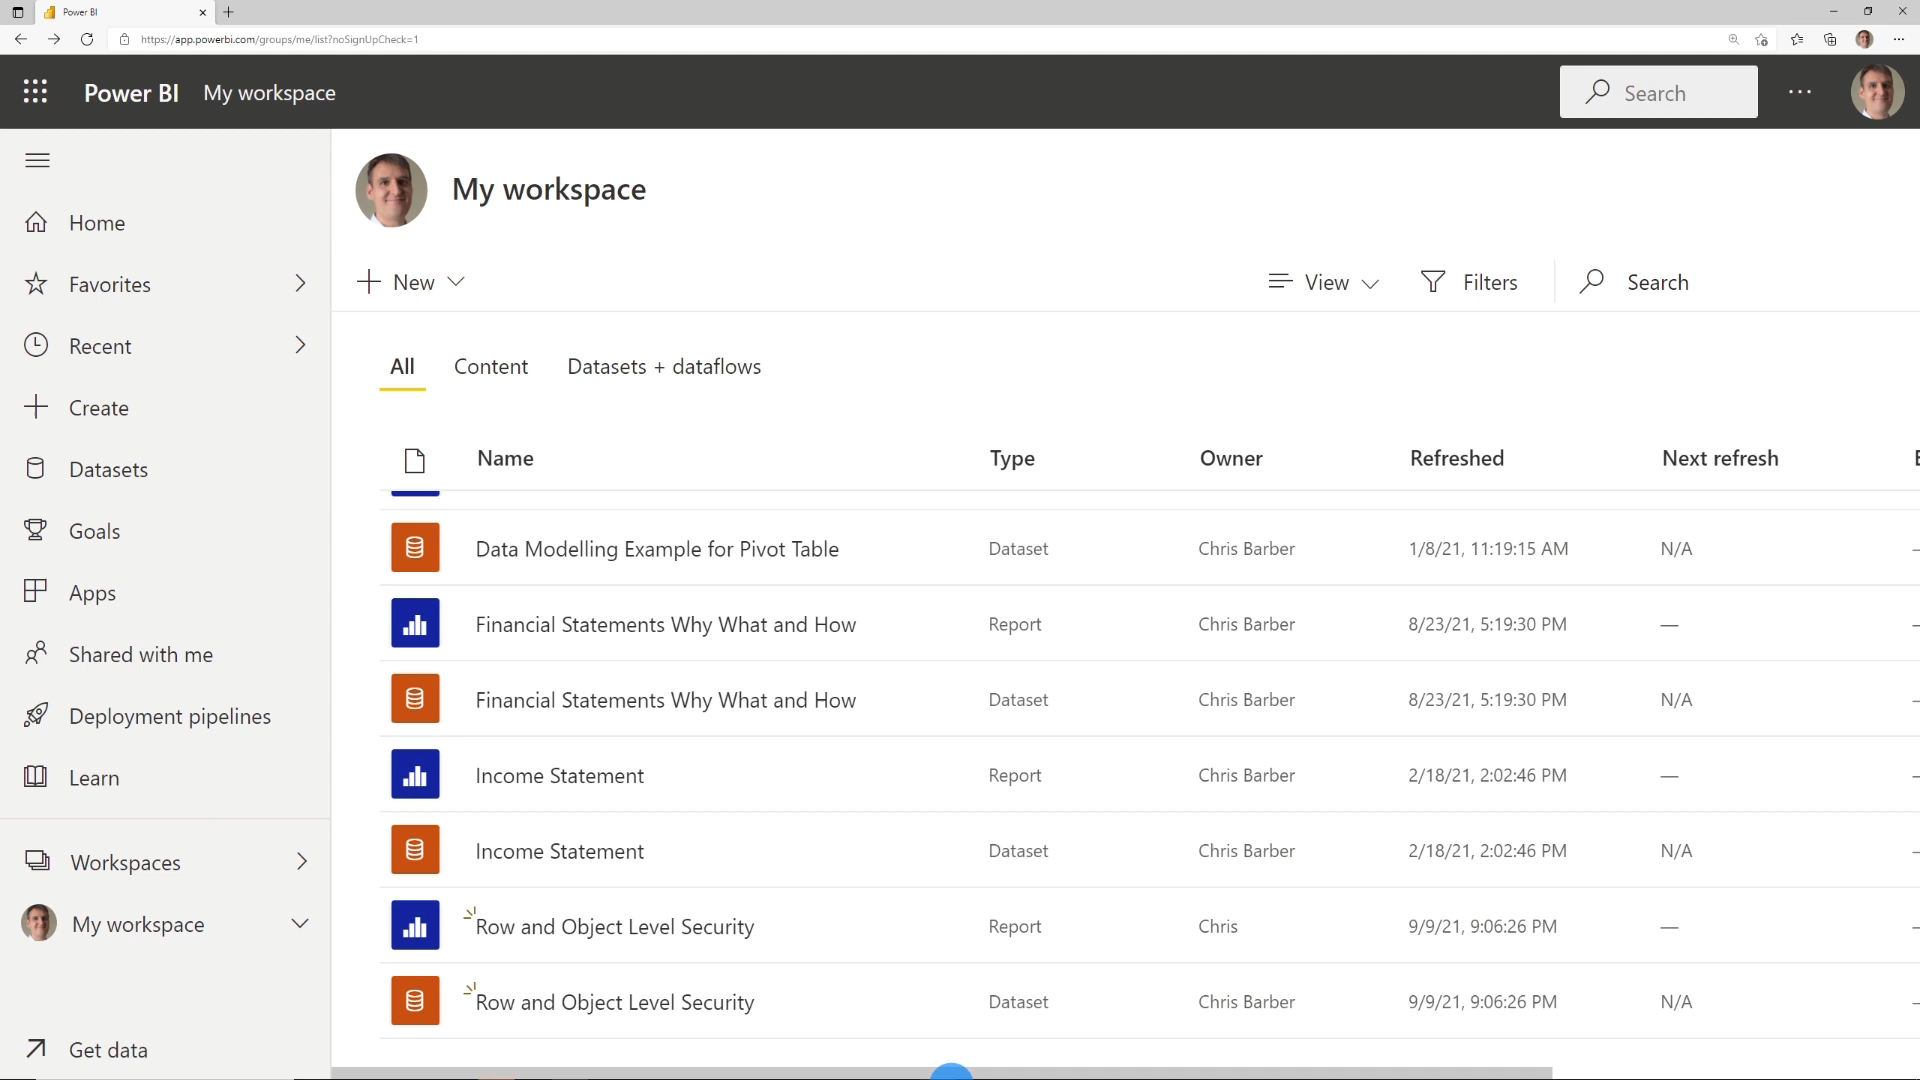 Power BI
https://app.powerbi.com/groups/me/list?noSignUpCheck=1
Power BI My workspace Search
My workspace
Home
Favorites
Recent
Create
Datasets
Goals
Apps
Shared with me
Deployment pipelines
Learn
Workspaces
My workspace
Get data
New View Filters Search
All Content Datasets + dataflows
Name Type Owner Refreshed Next refresh
Data Modelling Example for Pivot Table Dataset Chris Barber 1/8/21, 11:19:15 AM N/A
Financial Statements Why What and How Report Chris Barber 8/23/21, 5:19:30 PM —
Financial Statements Why What and How Dataset Chris Barber 8/23/21, 5:19:30 PM N/A
Income Statement Report Chris Barber 2/18/21, 2:02:46 PM —
Income Statement Dataset Chris Barber 2/18/21, 2:02:46 PM N/A
Row and Object Level Security Report Chris 9/9/21, 9:06:26 PM —
Row and Object Level Security Dataset Chris Barber 9/9/21, 9:06:26 PM N/A